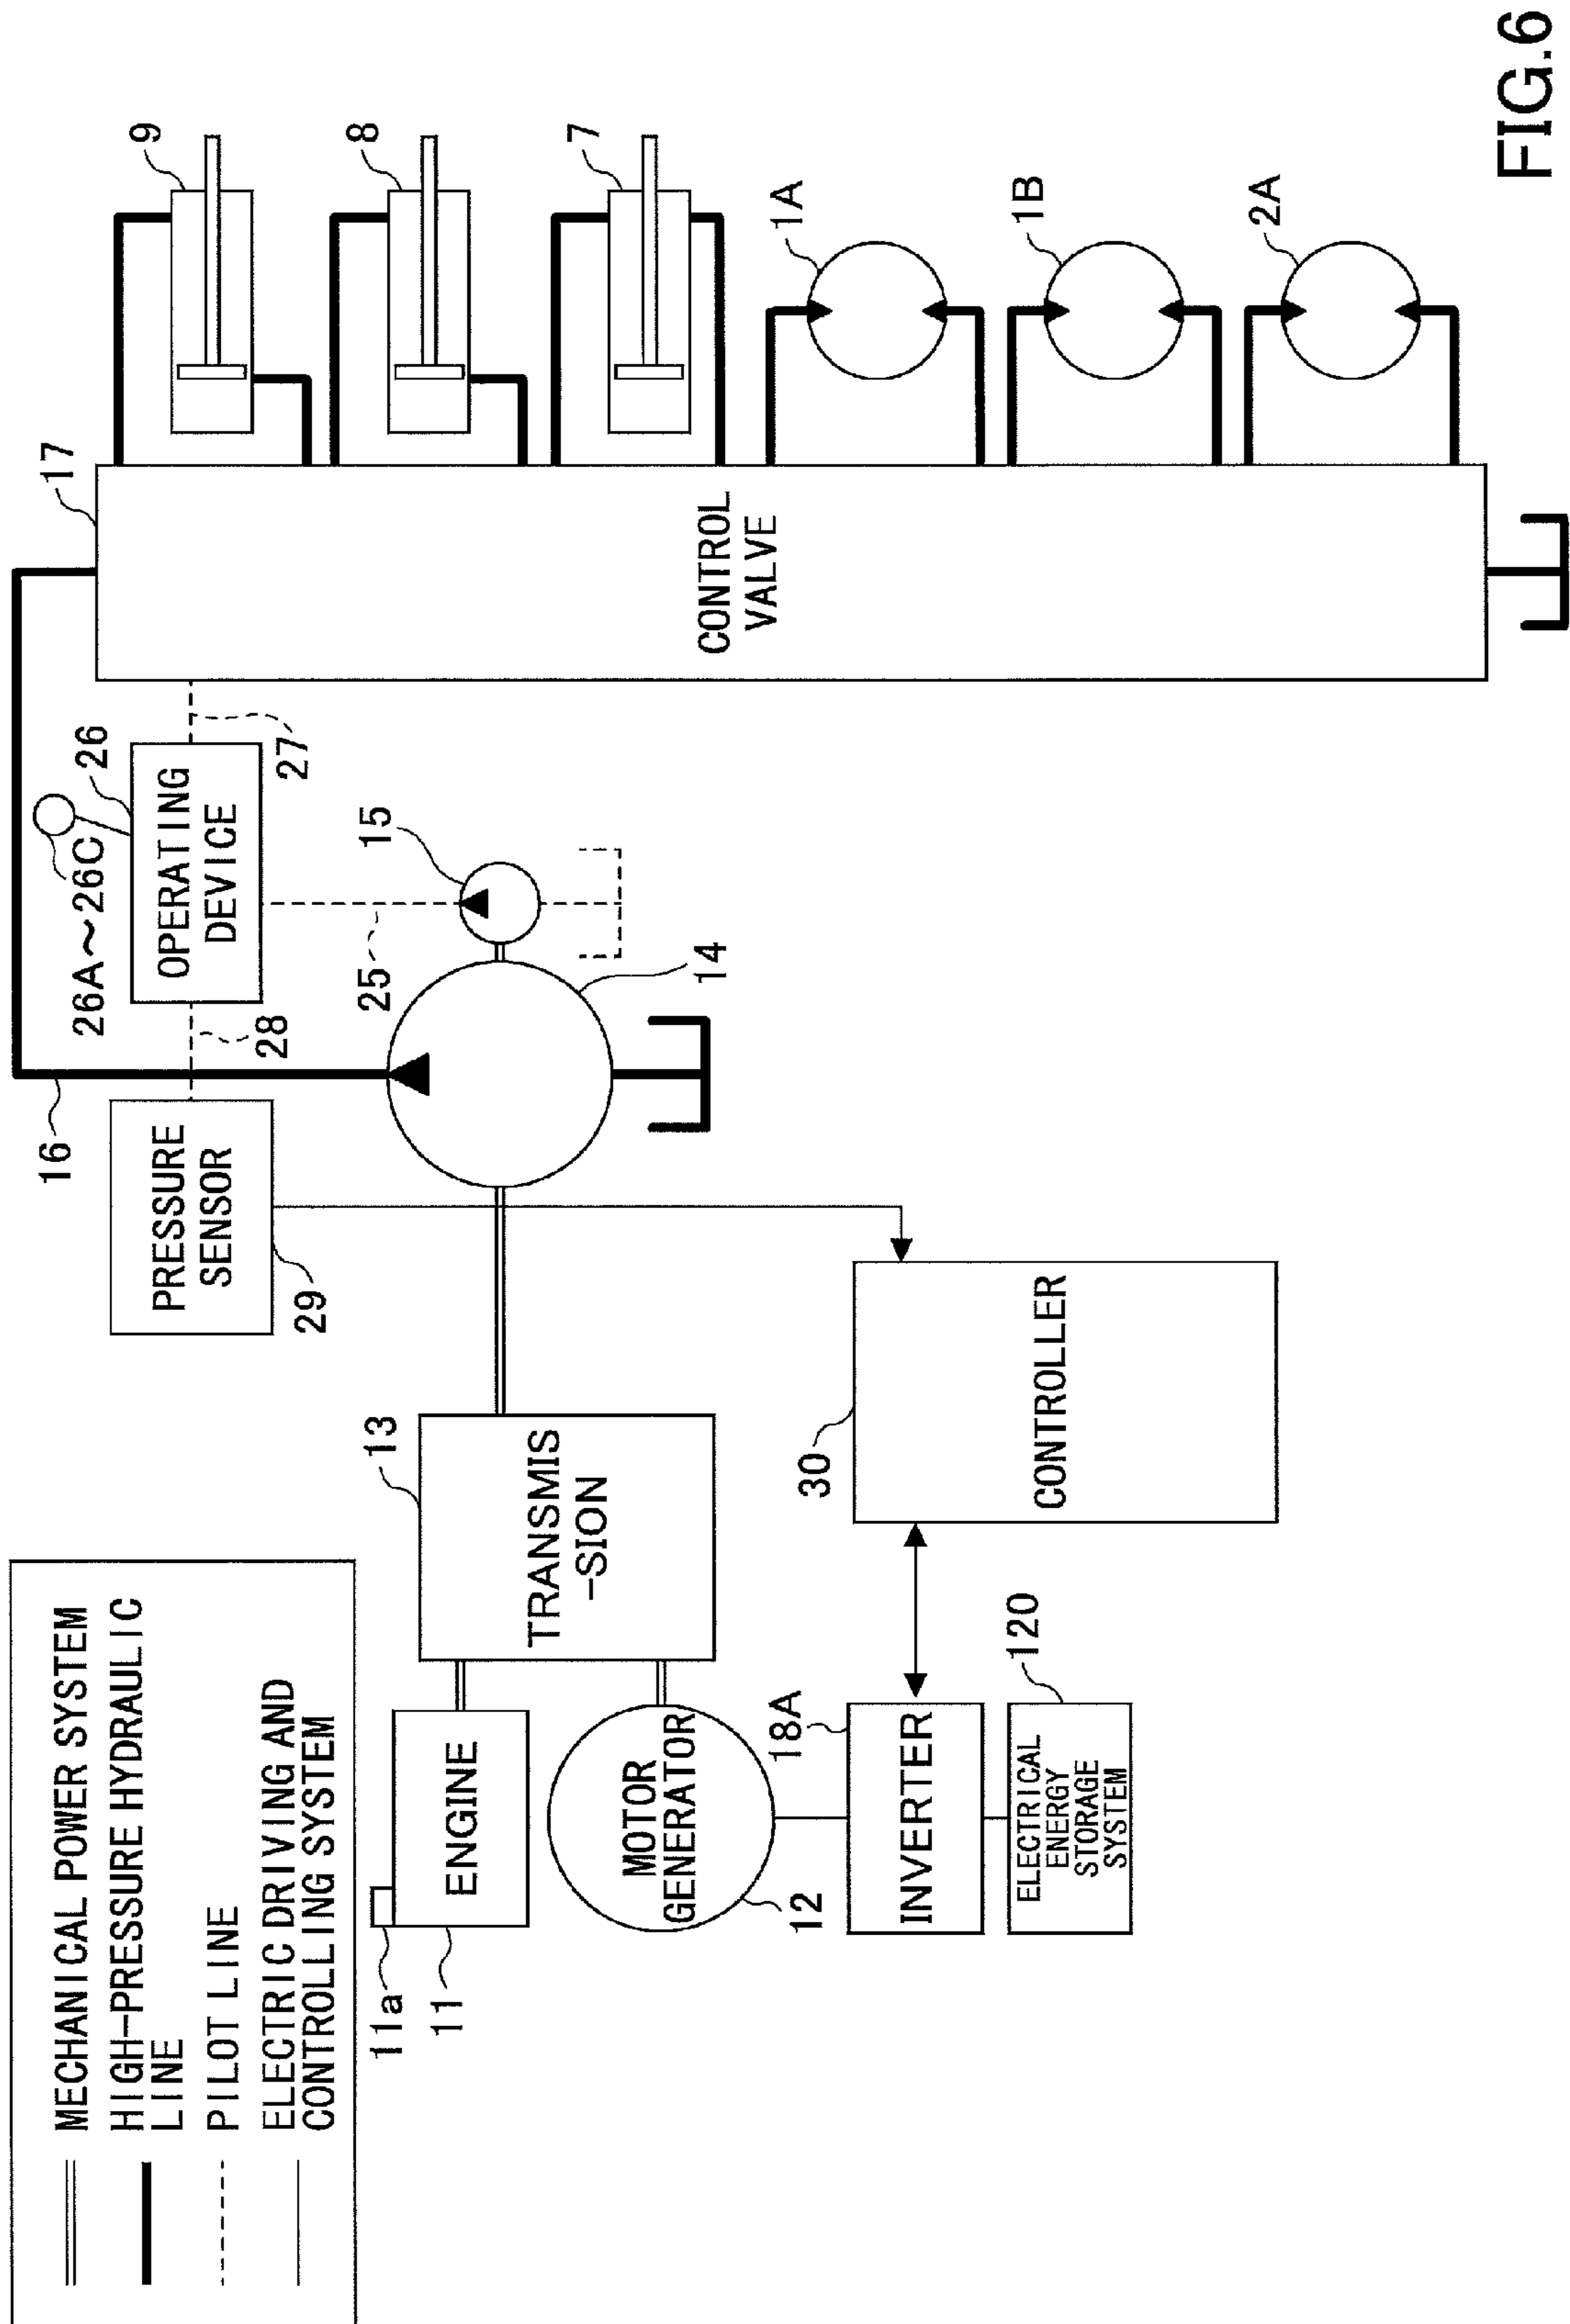 MECHANICAL POWER SYSTEM
HIGH-PRESSURE HYDRAULIC
LINE
PILOT LINE
ELECTRIC DRIVING AND
CONTROLLING SYSTEM
11a
11
ENGINE
MOTOR
GENERATOR
12
13
TRANSMIS
-SION
18A
INVERTER
120
ELECTRICAL
ENERGY
STORAGE
SYSTEM
30
CONTROLLER
16
PRESSURE
SENSOR
29
28
26A～26C
26
OPERATING
DEVICE
27
25
15
14
17
CONTROL
VALVE
9
8
7
1A
1B
2A
FIG.6